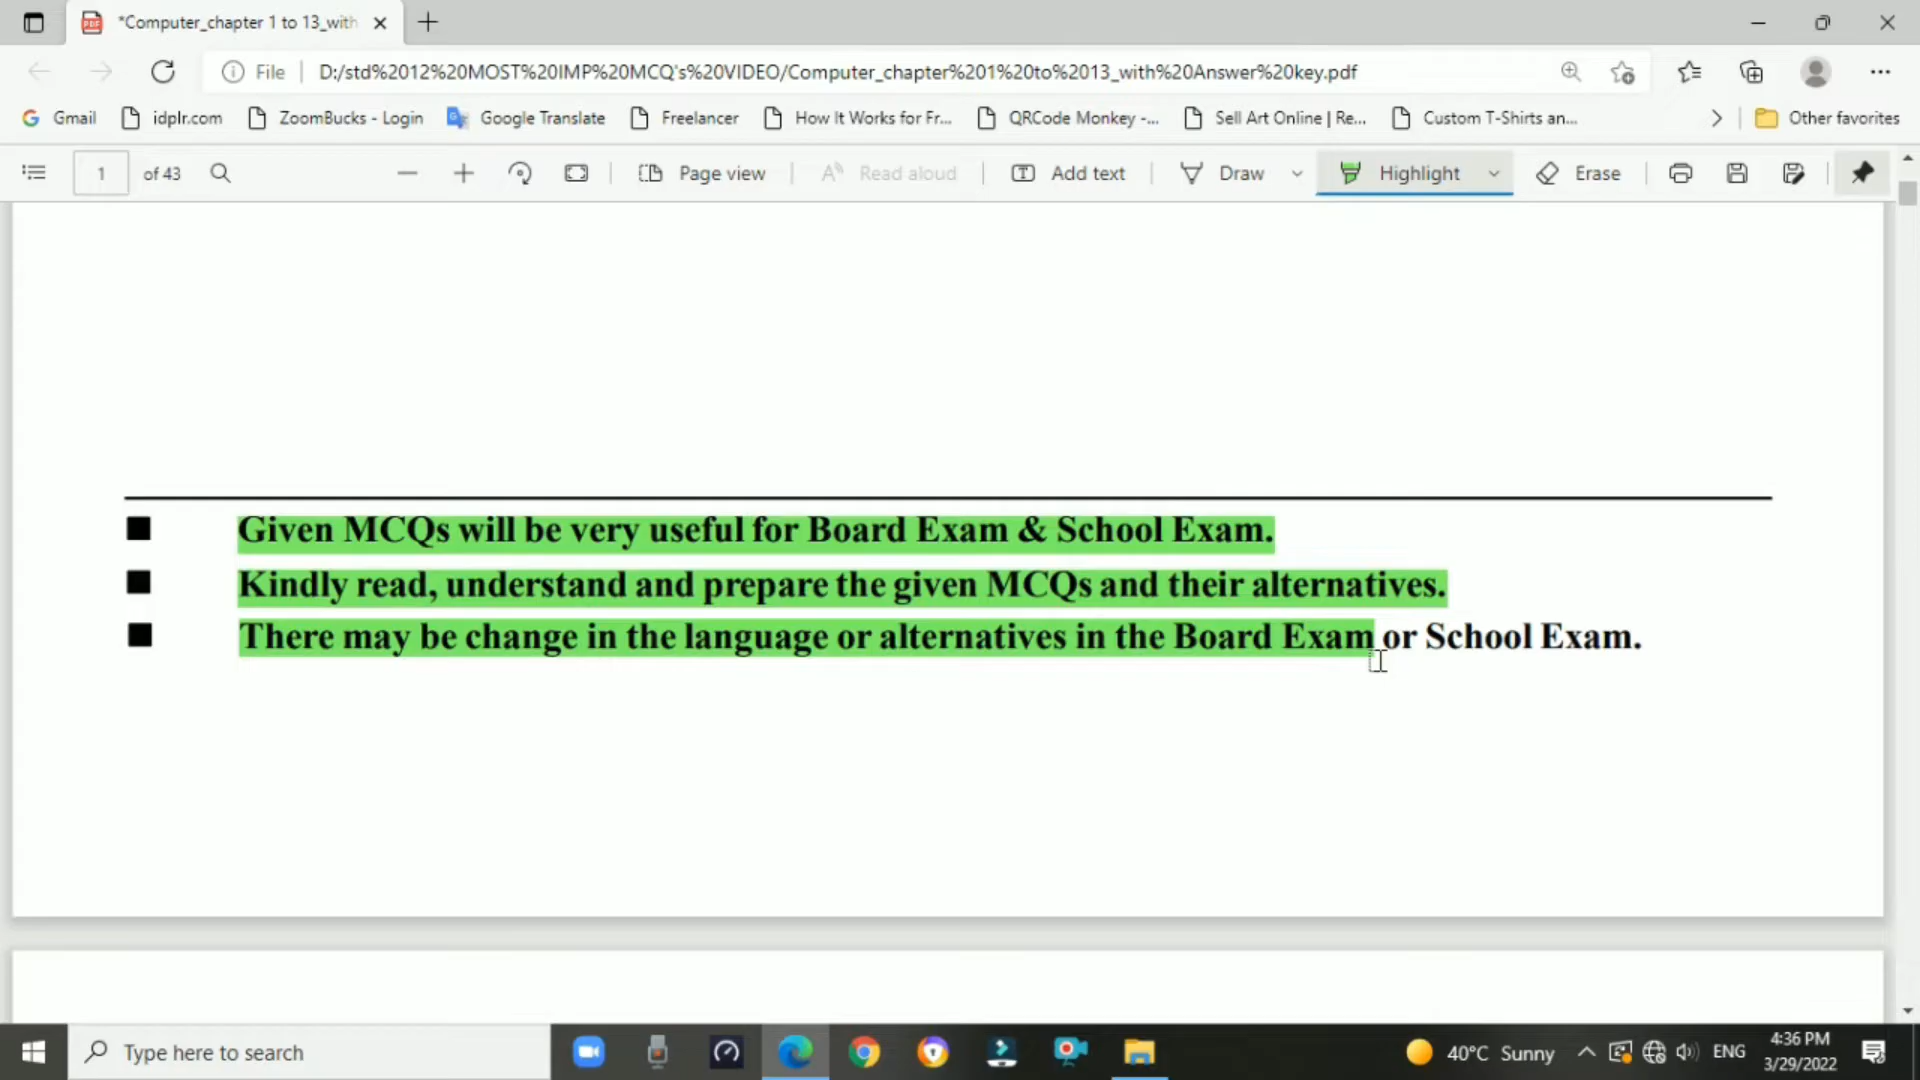 *Computer_chapter 1 to 13_with
File D:/std%2012%20MOST%20IMP%20MCQ's%20VIDEO/Computer_chapter%201%20to%2013_with%20Answer%20key.pdf
Gmail idplr.com ZoomBucks - Login Google Translate Freelancer How It Works for Fr... QRCode Monkey -... Sell Art Online | Re... Custom T-Shirts an... Other favorites
1 of 43 Page view Read aloud Add text Draw Highlight Erase
Given MCQs will be very useful for Board Exam & School Exam.
Kindly read, understand and prepare the given MCQs and their alternatives.
There may be change in the language or alternatives in the Board Exam or School Exam.
Type here to search 40°C Sunny ENG 4:36 PM
3/29/2022